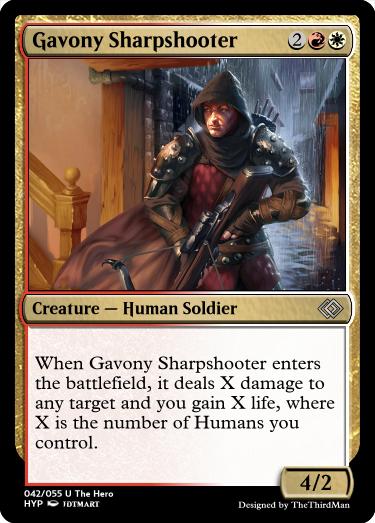 Gavony Sharpshooter 2
Creature — Human Soldier
When Gavony Sharpshooter enters
the battlefield, it deals X damage to
any target and you gain X life, where
X is the number of Humans you
control.
4/2
042/055 U The Hero
HYP JDTMART
Designed by TheThirdMan